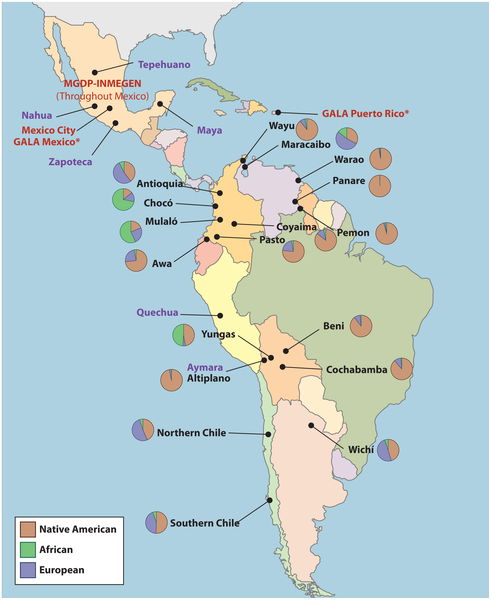 Tepehuano
MGDP-INMEGEN
(Throughout Mexico)
Nahua
Mexico City
GALA Mexico*
Maya
Zapoteca
GALA Puerto Rico*
Wayu
Maracaibo
Warao
Panare
Antioquia
Chocó
Mulaló
Coyaima
Pemon
Pasto
Awa
Quechua
Yungas
Beni
Aymara
Altiplano
Cochabamba
Northern Chile
Wichí
Southern Chile
Native American
African
European